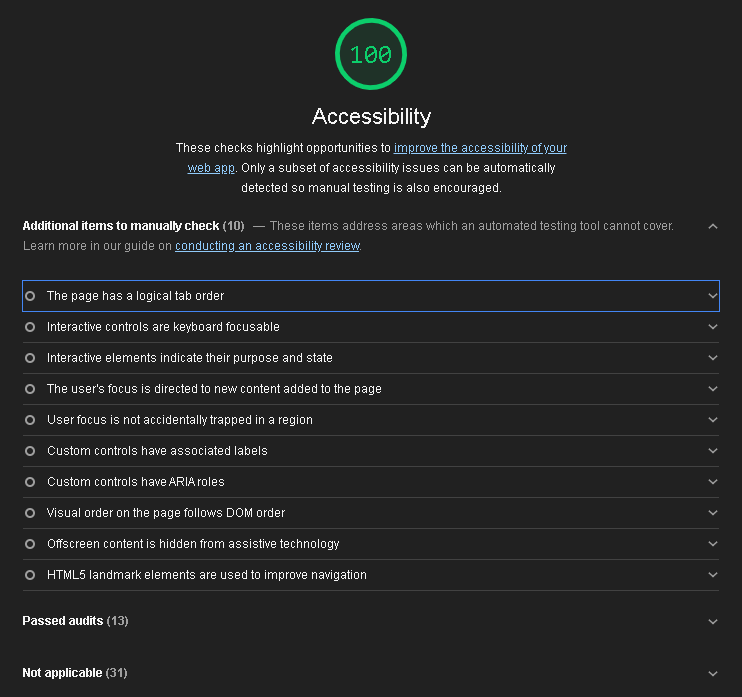 100
Accessibility
These checks highlight opportunities to improve the accessibility of your
web app. Only a subset of accessibility issues can be automatically
detected so manual testing is also encouraged.
Additional items to manually check (10) — These items address areas which an automated testing tool cannot cover.
Learn more in our guide on conducting an accessibility review.
The page has a logical tab order
Interactive controls are keyboard focusable
Interactive elements indicate their purpose and state
The user's focus is directed to new content added to the page
User focus is not accidentally trapped in a region
Custom controls have associated labels
Custom controls have ARIA roles
Visual order on the page follows DOM order
Offscreen content is hidden from assistive technology
HTML5 landmark elements are used to improve navigation
Passed audits (13)
Not applicable (31)